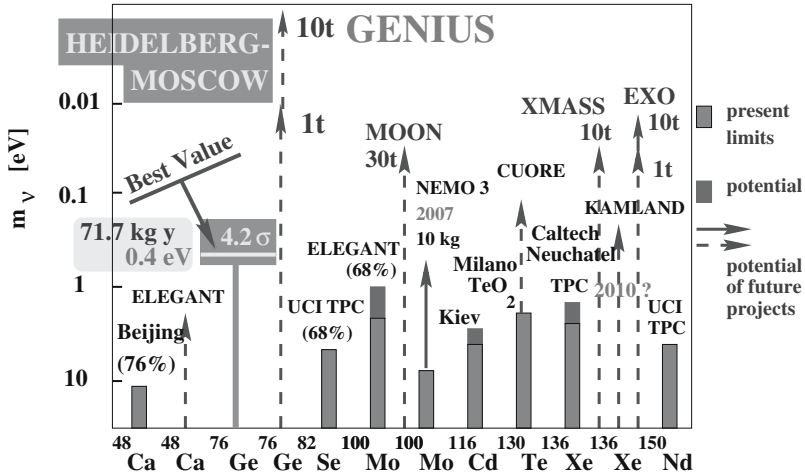 HEIDELBERG-
MOSCOW
10t
GENIUS
1t
0.01
m ν [eV]
MOON
30t
XMASS
10t
EXO
10t
1t
present
limits
potential
potential
of future
projects
Best Value
0.1
NEMO 3
2007
10 kg
CUORE
KAMLAND
71.7 kg y
0.4 eV
4.2 σ
ELEGANT
(68%)
Milano
TeO
2
Caltech
Neuchatel
TPC
2010 ?
1
ELEGANT
Beijing
(76%)
UCI TPC
(68%)
Kiev
UCI
TPC
10
48 48 76 76 82 100 100 116 130 136 136 150
Ca Ca Ge Ge Se Mo Mo Cd Te Xe Xe Nd